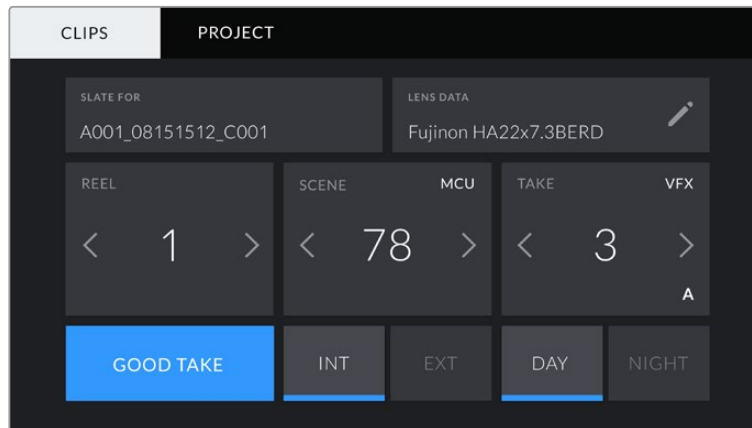 CLIPS PROJECT
SLATE FOR LENS DATA
A001_08151512_C001 Fujinon HA22x7.3BERD
REEL SCENE MCU TAKE VFX
1 78 3
A
GOOD TAKE INT EXT DAY NIGHT